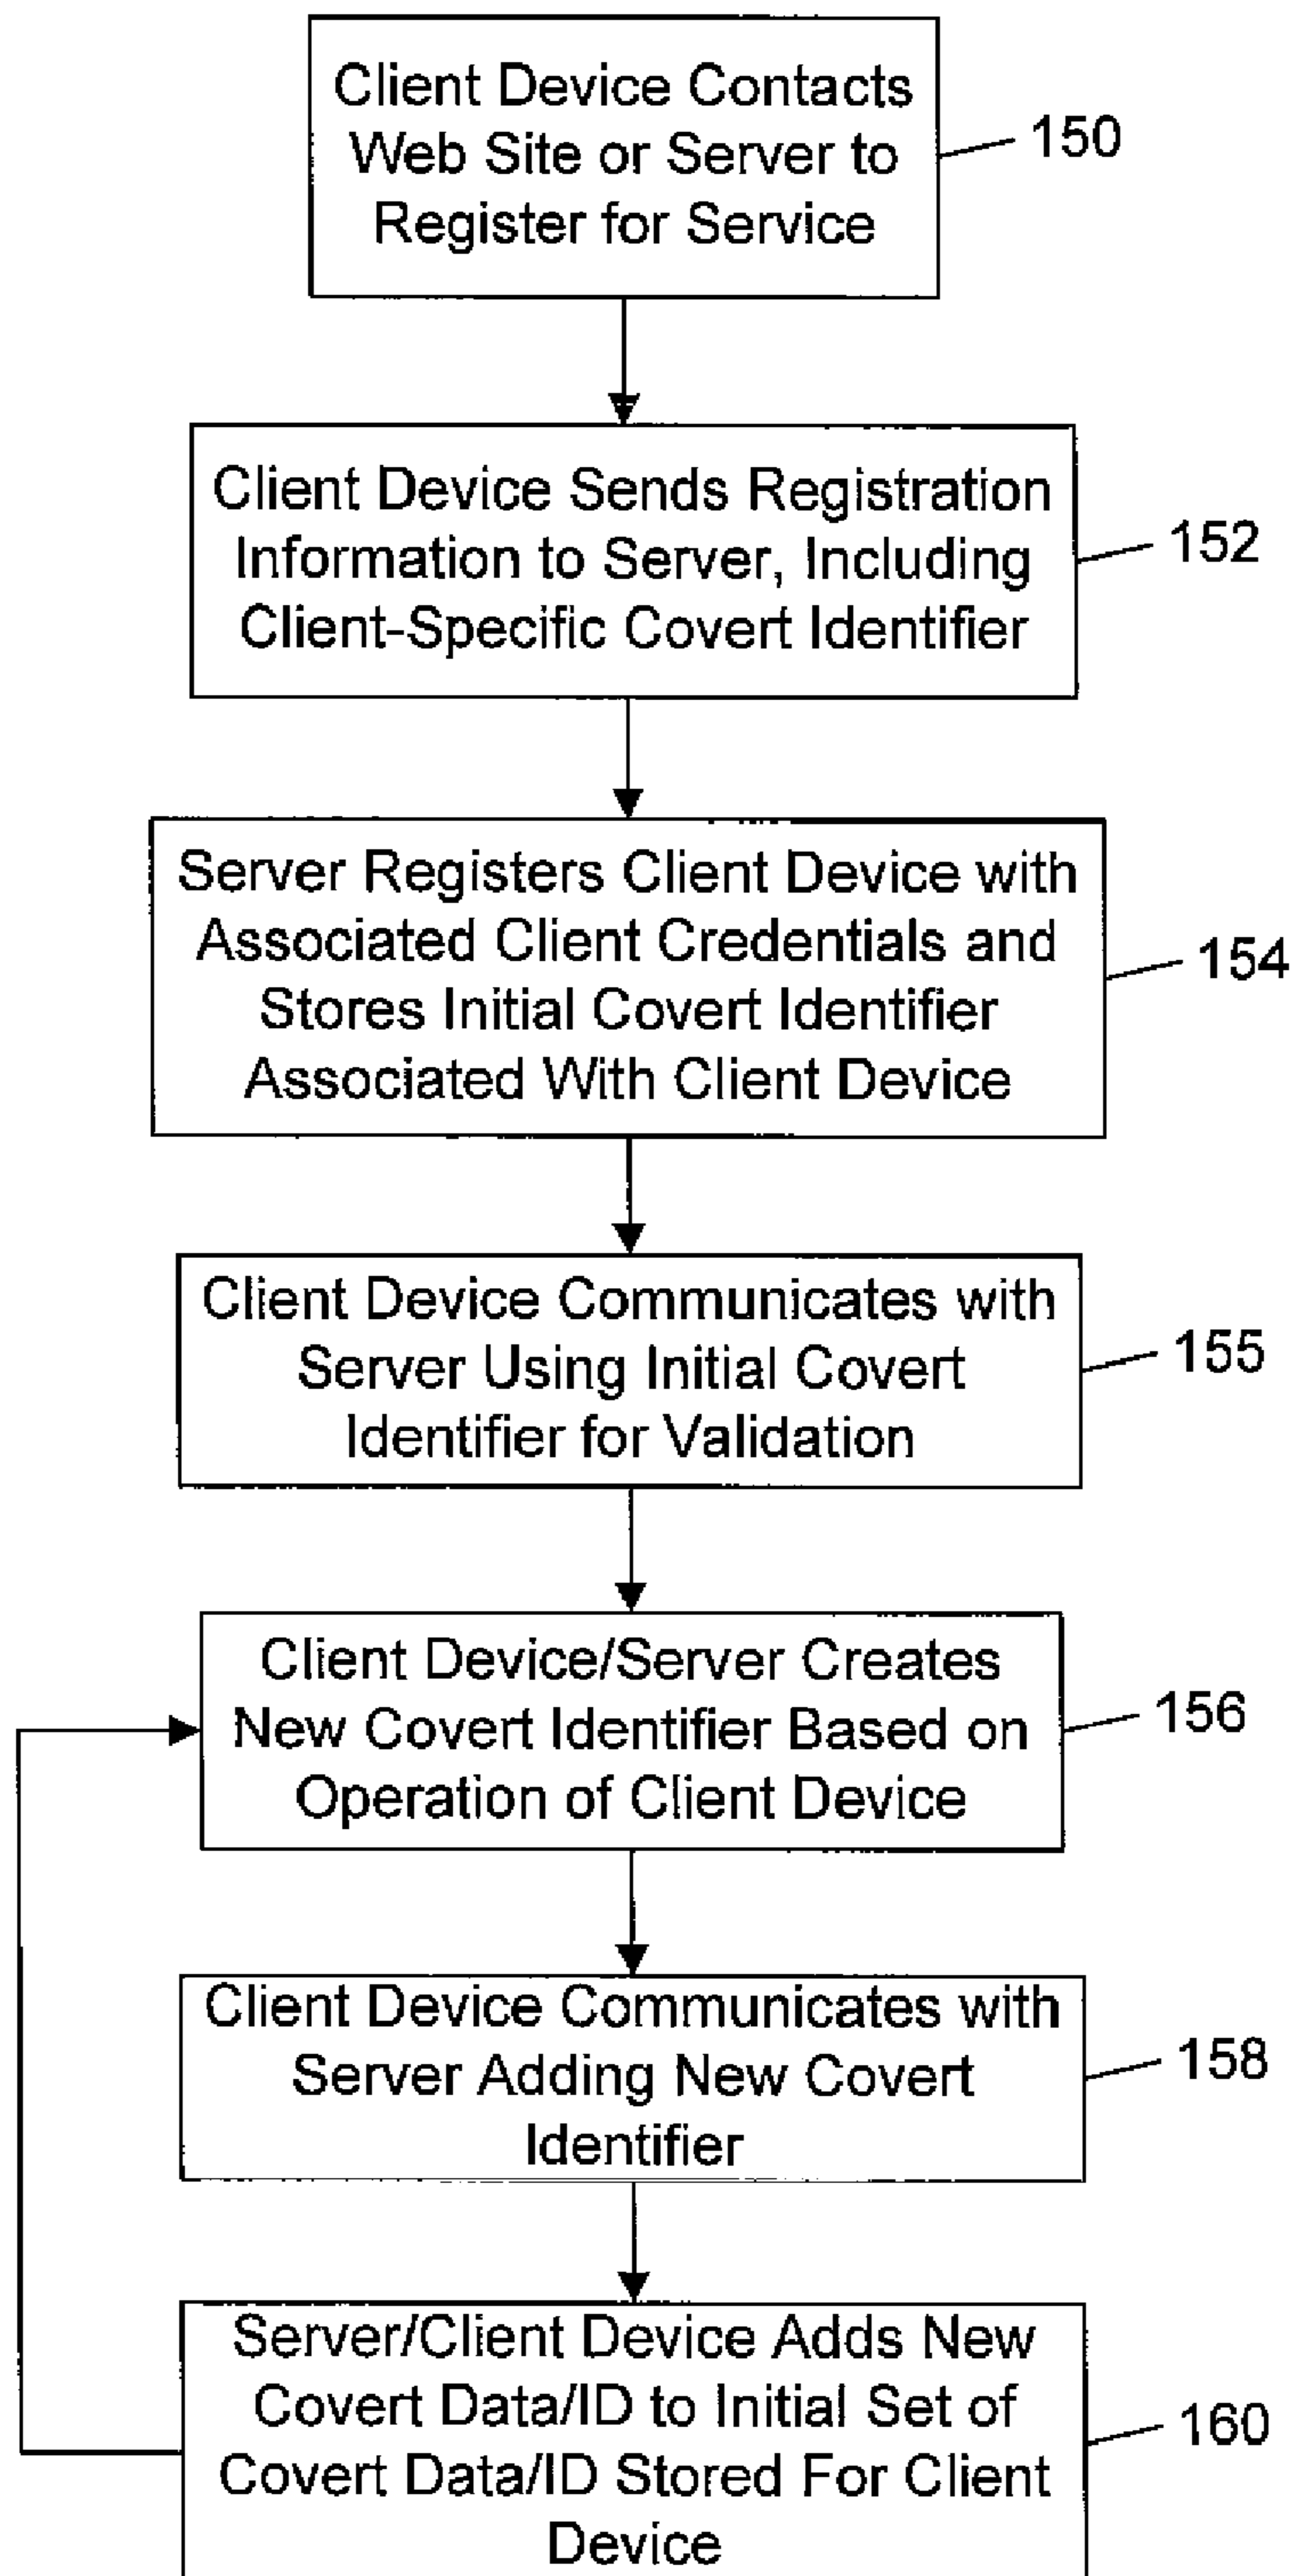 Client Device Contacts
Web Site or Server to
Register for Service
150
Client Device Sends Registration
Information to Server, Including
Client-Specific Covert Identifier
152
Server Registers Client Device with
Associated Client Credentials and
Stores Initial Covert Identifier
Associated With Client Device
154
Client Device Communicates with
Server Using Initial Covert
Identifier for Validation
155
Client Device/Server Creates
New Covert Identifier Based on
Operation of Client Device
156
Client Device Communicates with
Server Adding New Covert
Identifier
158
Server/Client Device Adds New
Covert Data/ID to Initial Set of
Covert Data/ID Stored For Client
Device
160